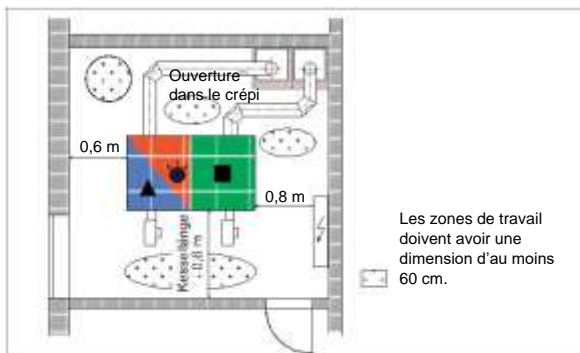 Ouverture
dans le crépi
0,6 m
0,8 m
Kessellänge
- 0,8 m
Les zones de travail
doivent avoir une
dimension d'au moins
60 cm.